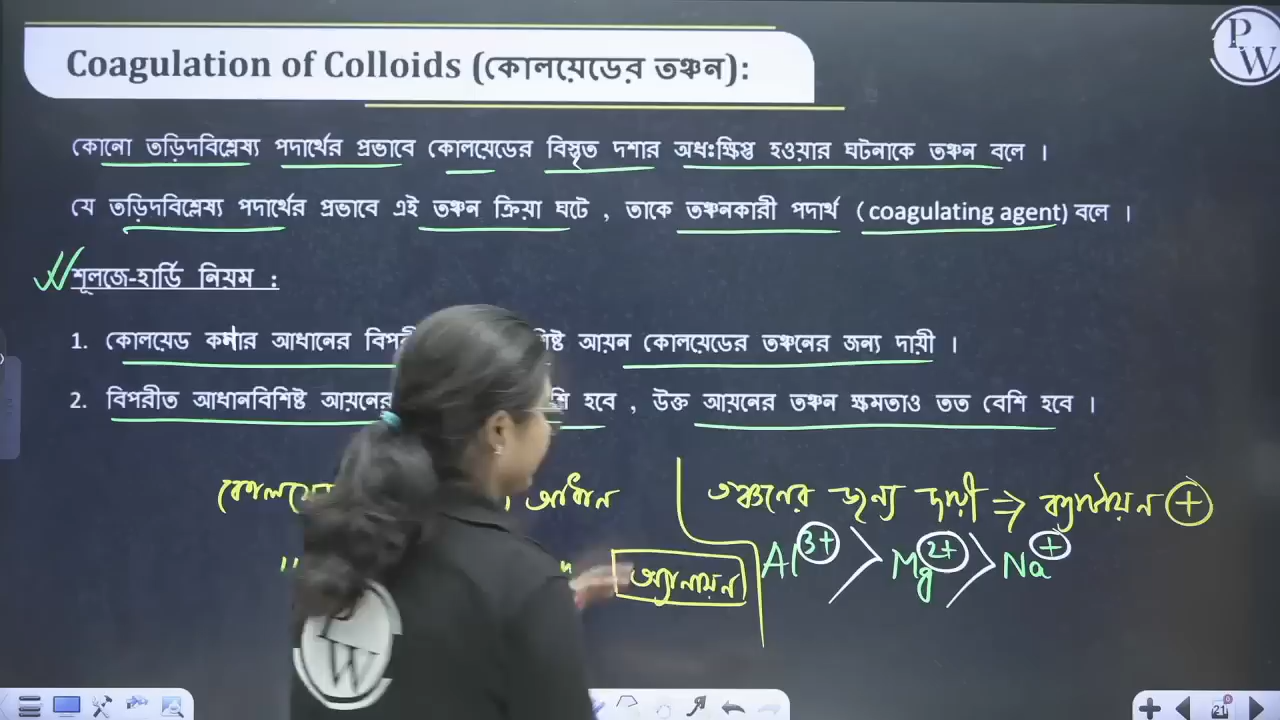 Coagulation of Colloids (কোলয়েডের তঞ্চন):
PW
কোনো তড়িদবিশ্লেষ্য পদার্থের প্রভাবে কোলয়েডের বিস্তৃত দশার অধঃক্ষিপ্ত হওয়ার ঘটনাকে তঞ্চন বলে ।
যে তড়িদবিশ্লেষ্য পদার্থের প্রভাবে এই তঞ্চন ক্রিয়া ঘটে , তাকে তঞ্চনকারী পদার্থ ( coagulating agent) বলে ।
শূলজে-হার্ডি নিয়ম :
1. কোলয়েড কণার আধানের আয়ন কোলয়েডের তঞ্চনের জন্য দায়ী ।
2. বিপরীত আধানবিশিষ্ট আয়নের হবে , উক্ত আয়নের তঞ্চন ক্ষমতাও তত বেশি হবে ।
আধান তঞ্চনের জন্য দায়ী ⇒ ক্যাটায়ন +
" " অ্যানায়ন Al3+ > Mg2+ > Na+
W
21